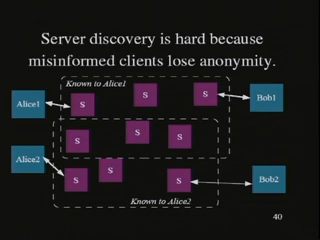 Server discovery is hard because
misinformed clients lose anonymity.
Known to Alice1
Alice1
S
S
S
Bob1
S
S
S
Alice2
S
S
S
Bob2
Known to Alice2
40